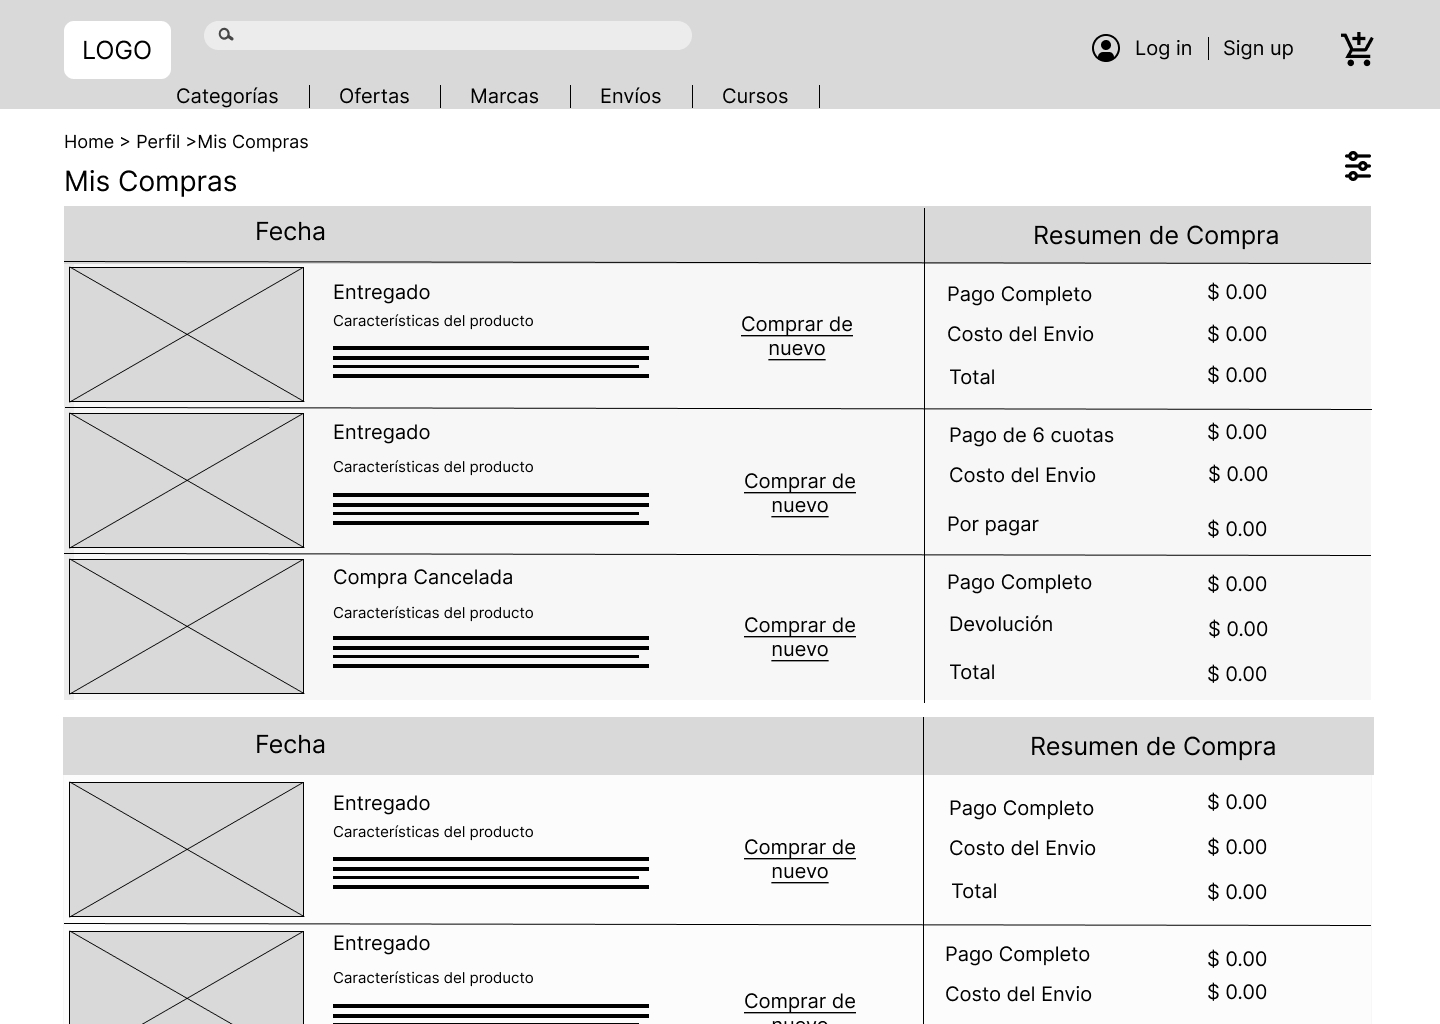 LOGO
Log in
Sign up
Categorías
Ofertas
Marcas
Envíos
Cursos
Home > Perfil >Mis Compras
Mis Compras
Fecha
Resumen de Compra
Entregado
Características del producto
Comprar de
nuevo
Pago Completo $ 0.00
Costo del Envio $ 0.00
Total $ 0.00
Entregado
Características del producto
Comprar de
nuevo
Pago de 6 cuotas $ 0.00
Costo del Envio $ 0.00
Por pagar $ 0.00
Compra Cancelada
Características del producto
Comprar de
nuevo
Pago Completo $ 0.00
Devolución $ 0.00
Total $ 0.00
Fecha
Resumen de Compra
Entregado
Características del producto
Comprar de
nuevo
Pago Completo $ 0.00
Costo del Envio $ 0.00
Total $ 0.00
Entregado
Características del producto
Comprar de
nuevo
Pago Completo $ 0.00
Costo del Envio $ 0.00